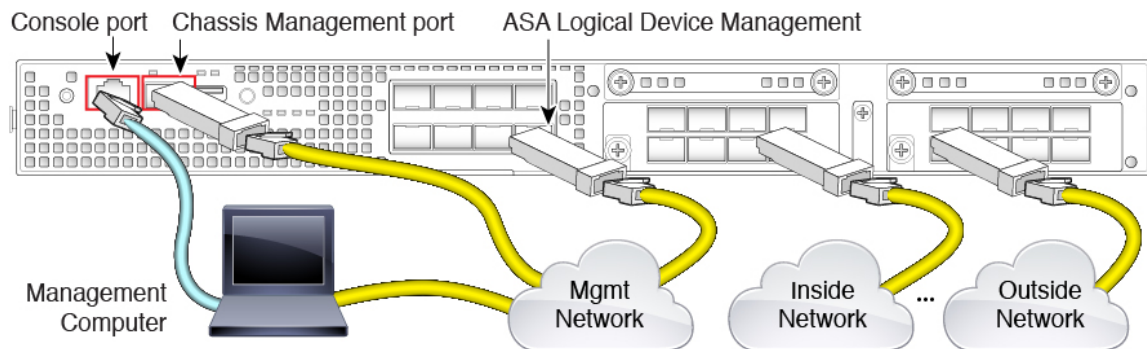 Console port
Chassis Management port
ASA Logical Device Management
Management
Computer
Mgmt
Network
Inside
Network
...
Outside
Network